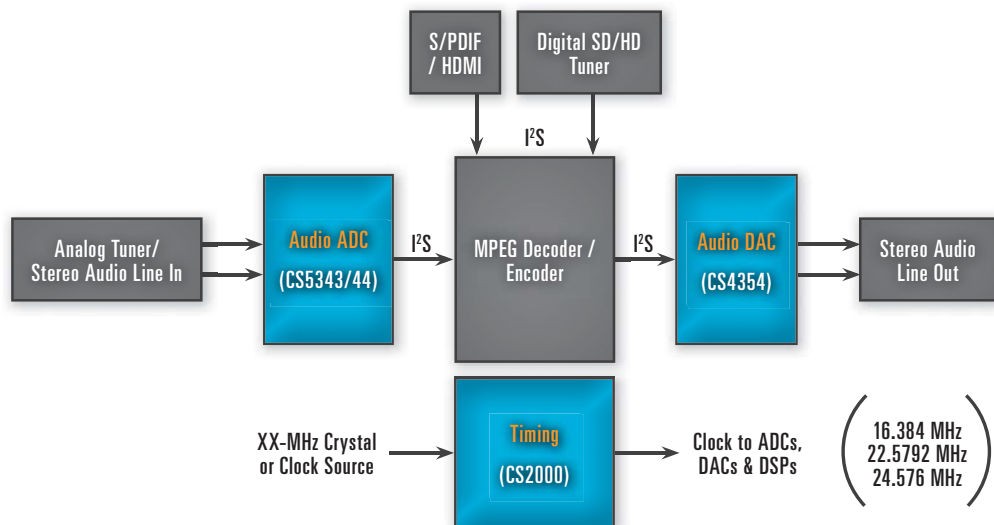 S/PDIF
/ HDMI
Digital SD/HD
Tuner
I²S
Analog Tuner/
Stereo Audio Line In
Audio ADC
(CS5343/44)
I²S
MPEG Decoder /
Encoder
I²S
Audio DAC
(CS4354)
Stereo Audio
Line Out
XX-MHz Crystal
or Clock Source
Timing
(CS2000)
Clock to ADCs,
DACs & DSPs
16.384 MHz
22.5792 MHz
24.576 MHz